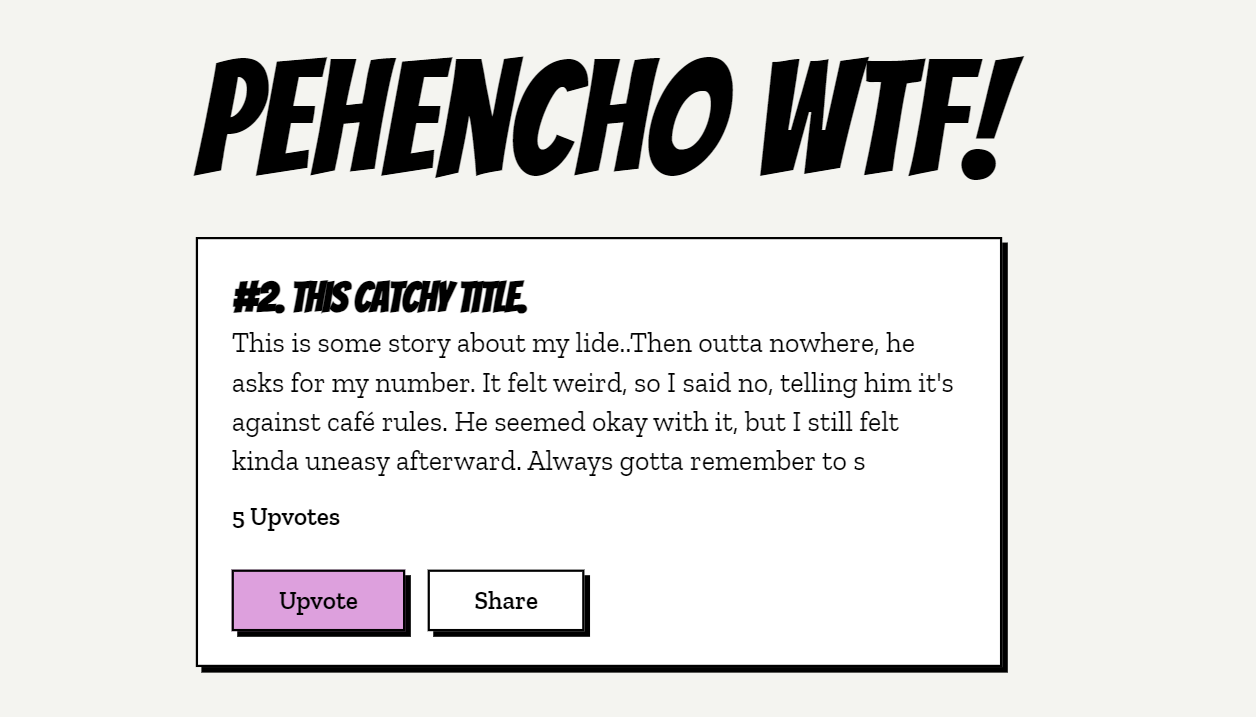 PEHENCHO WTF!
#2. THIS CATCHY TITLE.
This is some story about my lide..Then outta nowhere, he
asks for my number. It felt weird, so I said no, telling him it's
against café rules. He seemed okay with it, but I still felt
kinda uneasy afterward. Always gotta remember to s
5 Upvotes
Upvote Share